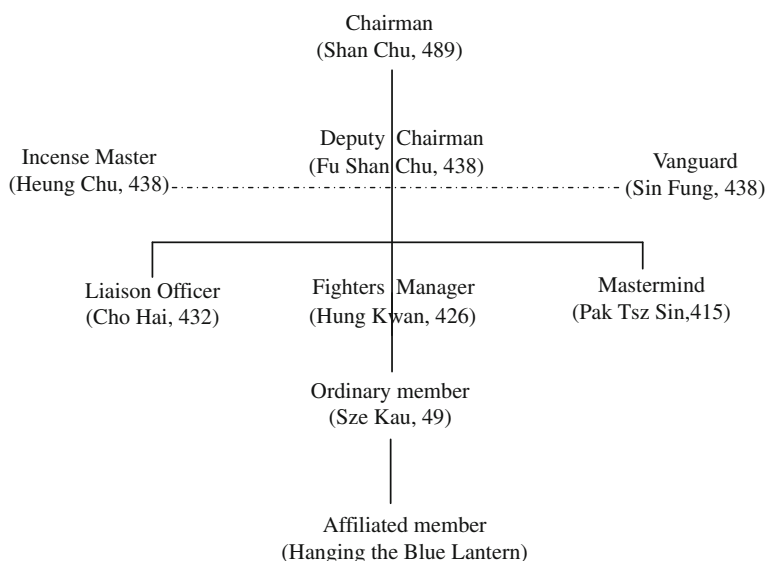 Chairman
(Shan Chu, 489)
Deputy Chairman
(Fu Shan Chu, 438)
Incense Master
(Heung Chu, 438)
Vanguard
(Sin Fung, 438)
Liaison Officer
(Cho Hai, 432)
Fighters Manager
(Hung Kwan, 426)
Mastermind
(Pak Tsz Sin,415)
Ordinary member
(Sze Kau, 49)
Affiliated member
(Hanging the Blue Lantern)